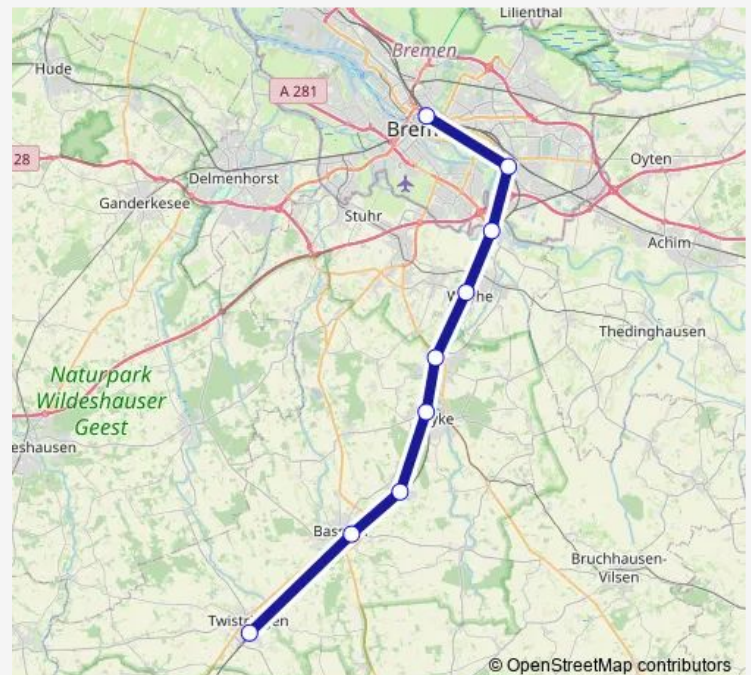 Lilienthal
Bremen
Hude
A 281
Brem
28
Oyten
Delmenhorst
Ganderkesee
Stuhr
Achim
Thedinghausen
Naturpark
Wildeshauser
Geest
eshausen
yke
Bruchhausen-
Vilsen
© OpenStreetMap contributors